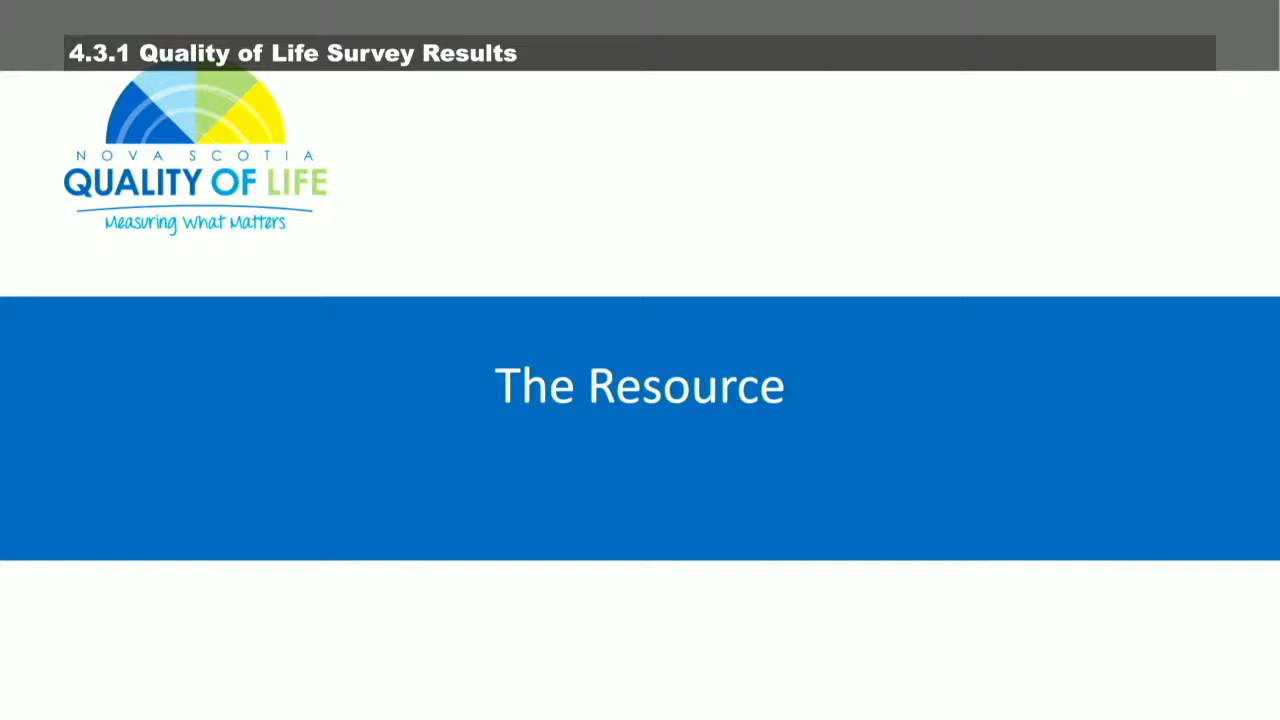 4.3.1 Quality of Life Survey Results
NOVA SCOTIA
QUALITY OF LIFE
Measuring What Matters
The Resource